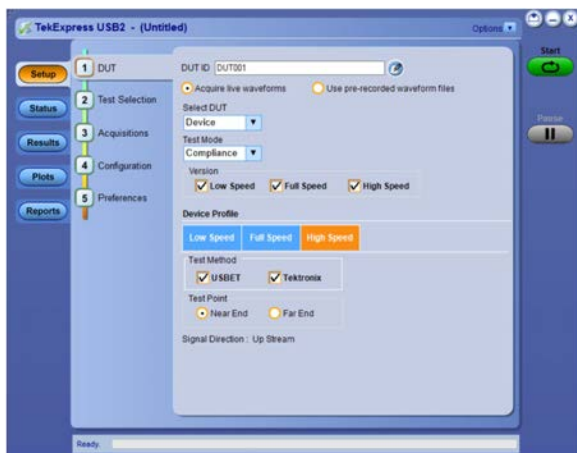 TekExpress USB2 - (Untitled)
Options
Start
Pause
Setup
Status
Results
Plots
Reports
1 DUT
2 Test Selection
3 Acquisitions
4 Configuration
5 Preferences
DUT ID DUT001
Acquire live waveforms Use pre-recorded waveform files
Select DUT
Device
Test Mode
Compliance
Version
Low Speed Full Speed High Speed
Device Profile
Low Speed Full Speed High Speed
Test Method
USBET Tektronix
Test Point
Near End Far End
Signal Direction : Up Stream
Ready.